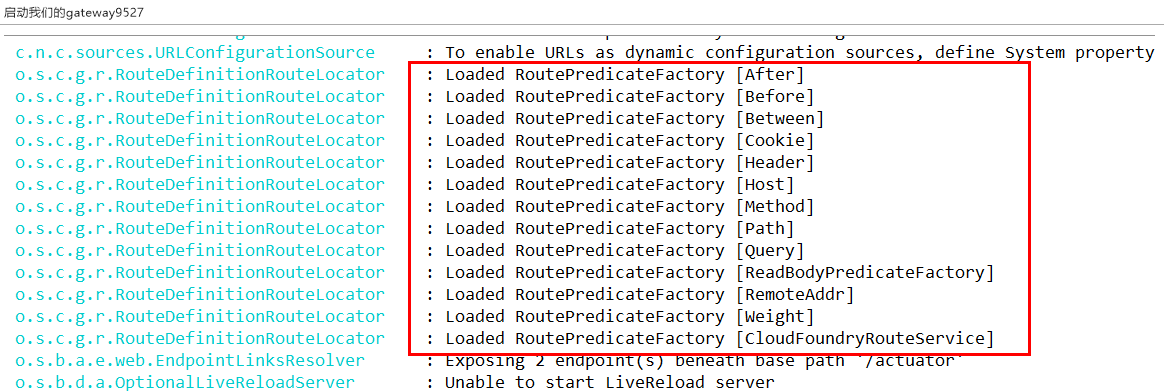 启动我们的gateway9527
c.n.c.sources.URLConfigurationSource : To enable URLs as dynamic configuration sources, define System property
o.s.c.g.r.RouteDefinitionRouteLocator : Loaded RoutePredicateFactory [After]
o.s.c.g.r.RouteDefinitionRouteLocator : Loaded RoutePredicateFactory [Before]
o.s.c.g.r.RouteDefinitionRouteLocator : Loaded RoutePredicateFactory [Between]
o.s.c.g.r.RouteDefinitionRouteLocator : Loaded RoutePredicateFactory [Cookie]
o.s.c.g.r.RouteDefinitionRouteLocator : Loaded RoutePredicateFactory [Header]
o.s.c.g.r.RouteDefinitionRouteLocator : Loaded RoutePredicateFactory [Host]
o.s.c.g.r.RouteDefinitionRouteLocator : Loaded RoutePredicateFactory [Method]
o.s.c.g.r.RouteDefinitionRouteLocator : Loaded RoutePredicateFactory [Path]
o.s.c.g.r.RouteDefinitionRouteLocator : Loaded RoutePredicateFactory [Query]
o.s.c.g.r.RouteDefinitionRouteLocator : Loaded RoutePredicateFactory [ReadBodyPredicateFactory]
o.s.c.g.r.RouteDefinitionRouteLocator : Loaded RoutePredicateFactory [RemoteAddr]
o.s.c.g.r.RouteDefinitionRouteLocator : Loaded RoutePredicateFactory [Weight]
o.s.c.g.r.RouteDefinitionRouteLocator : Loaded RoutePredicateFactory [CloudFoundryRouteService]
o.s.b.a.e.web.EndpointLinksResolver : Exposing 2 endpoint(s) beneath base path '/actuator'
o.s.b.d.a.OptionalLiveReloadServer : Unable to start LiveReload server